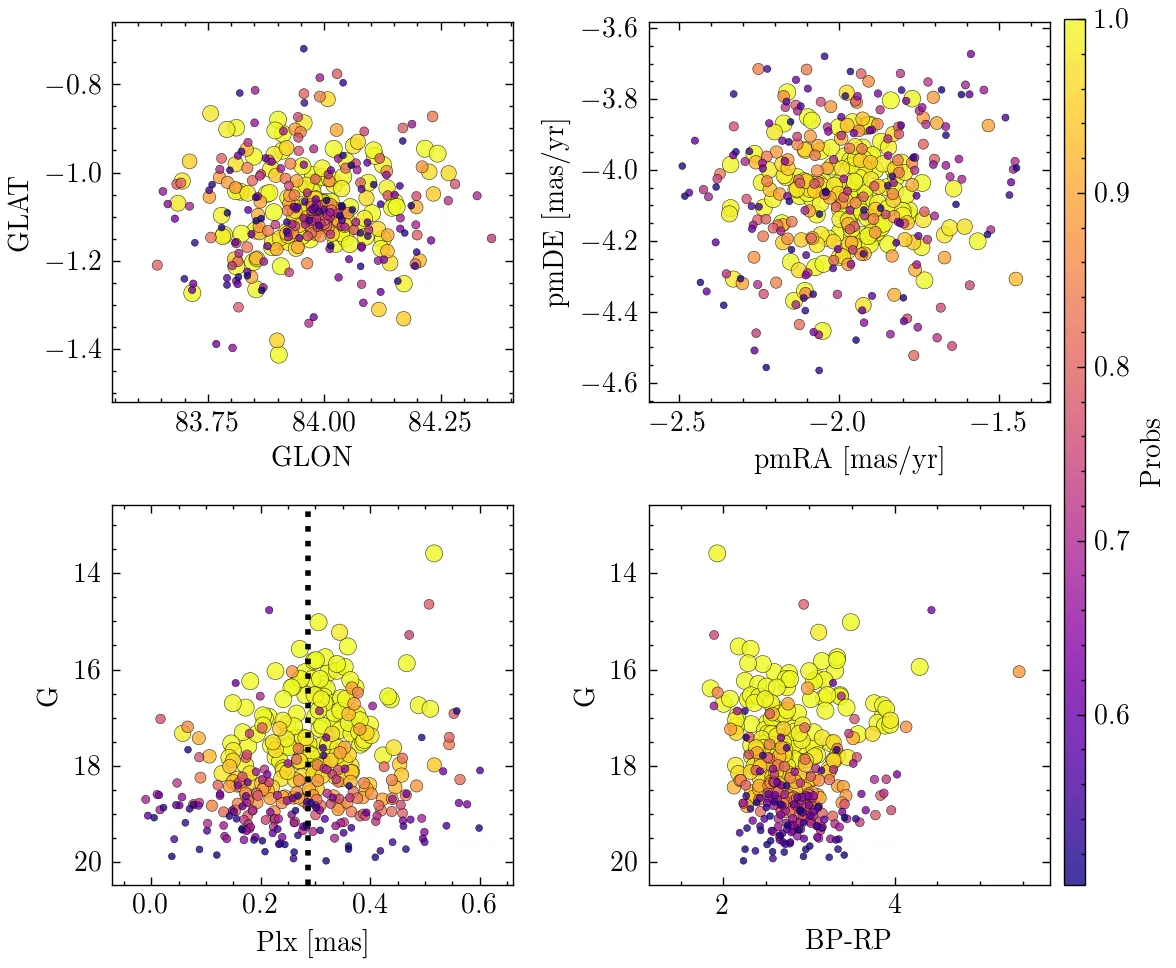 −0.8
−1.0
−1.2
−1.4
GLAT
83.75 84.00 84.25
GLON
−3.6
−3.8
−4.0
−4.2
−4.4
−4.6
pmDE [mas/yr]
−2.5 −2.0 −1.5
pmRA [mas/yr]
14
16
18
20
G
0.0 0.2 0.4 0.6
Plx [mas]
14
16
18
20
G
2 4
BP-RP
1.0
0.9
0.8
0.7
0.6
Probs